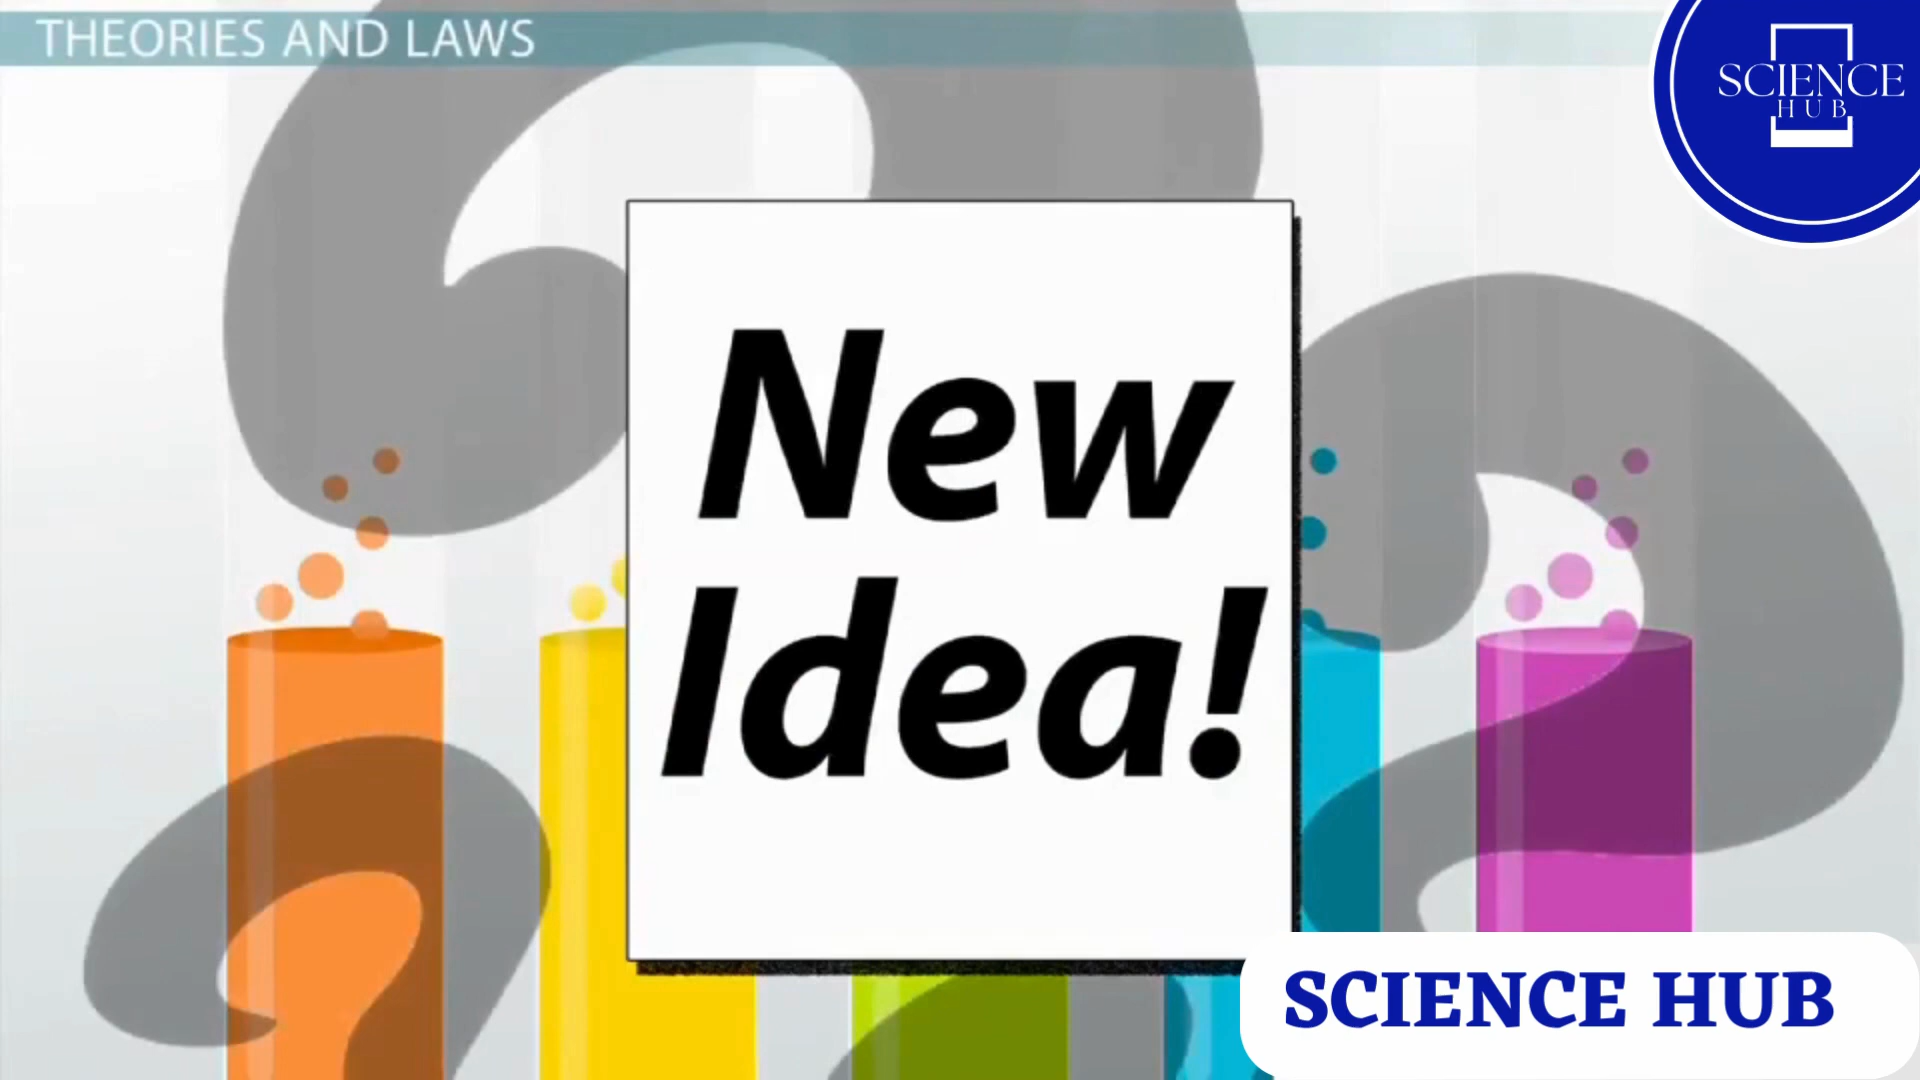 THEORIES AND LAWS
SCIENCE
HUB
New
Idea!
SCIENCE HUB